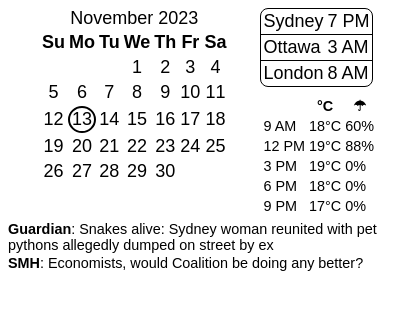 November 2023
Su Mo Tu We Th Fr Sa
1 2 3 4
5 6 7 8 9 10 11
12 13 14 15 16 17 18
19 20 21 22 23 24 25
26 27 28 29 30
Sydney 7 PM
Ottawa 3 AM
London 8 AM
°C ☂
9 AM 18°C 60%
12 PM 19°C 88%
3 PM 19°C 0%
6 PM 18°C 0%
9 PM 17°C 0%
Guardian: Snakes alive: Sydney woman reunited with pet
pythons allegedly dumped on street by ex
SMH: Economists, would Coalition be doing any better?